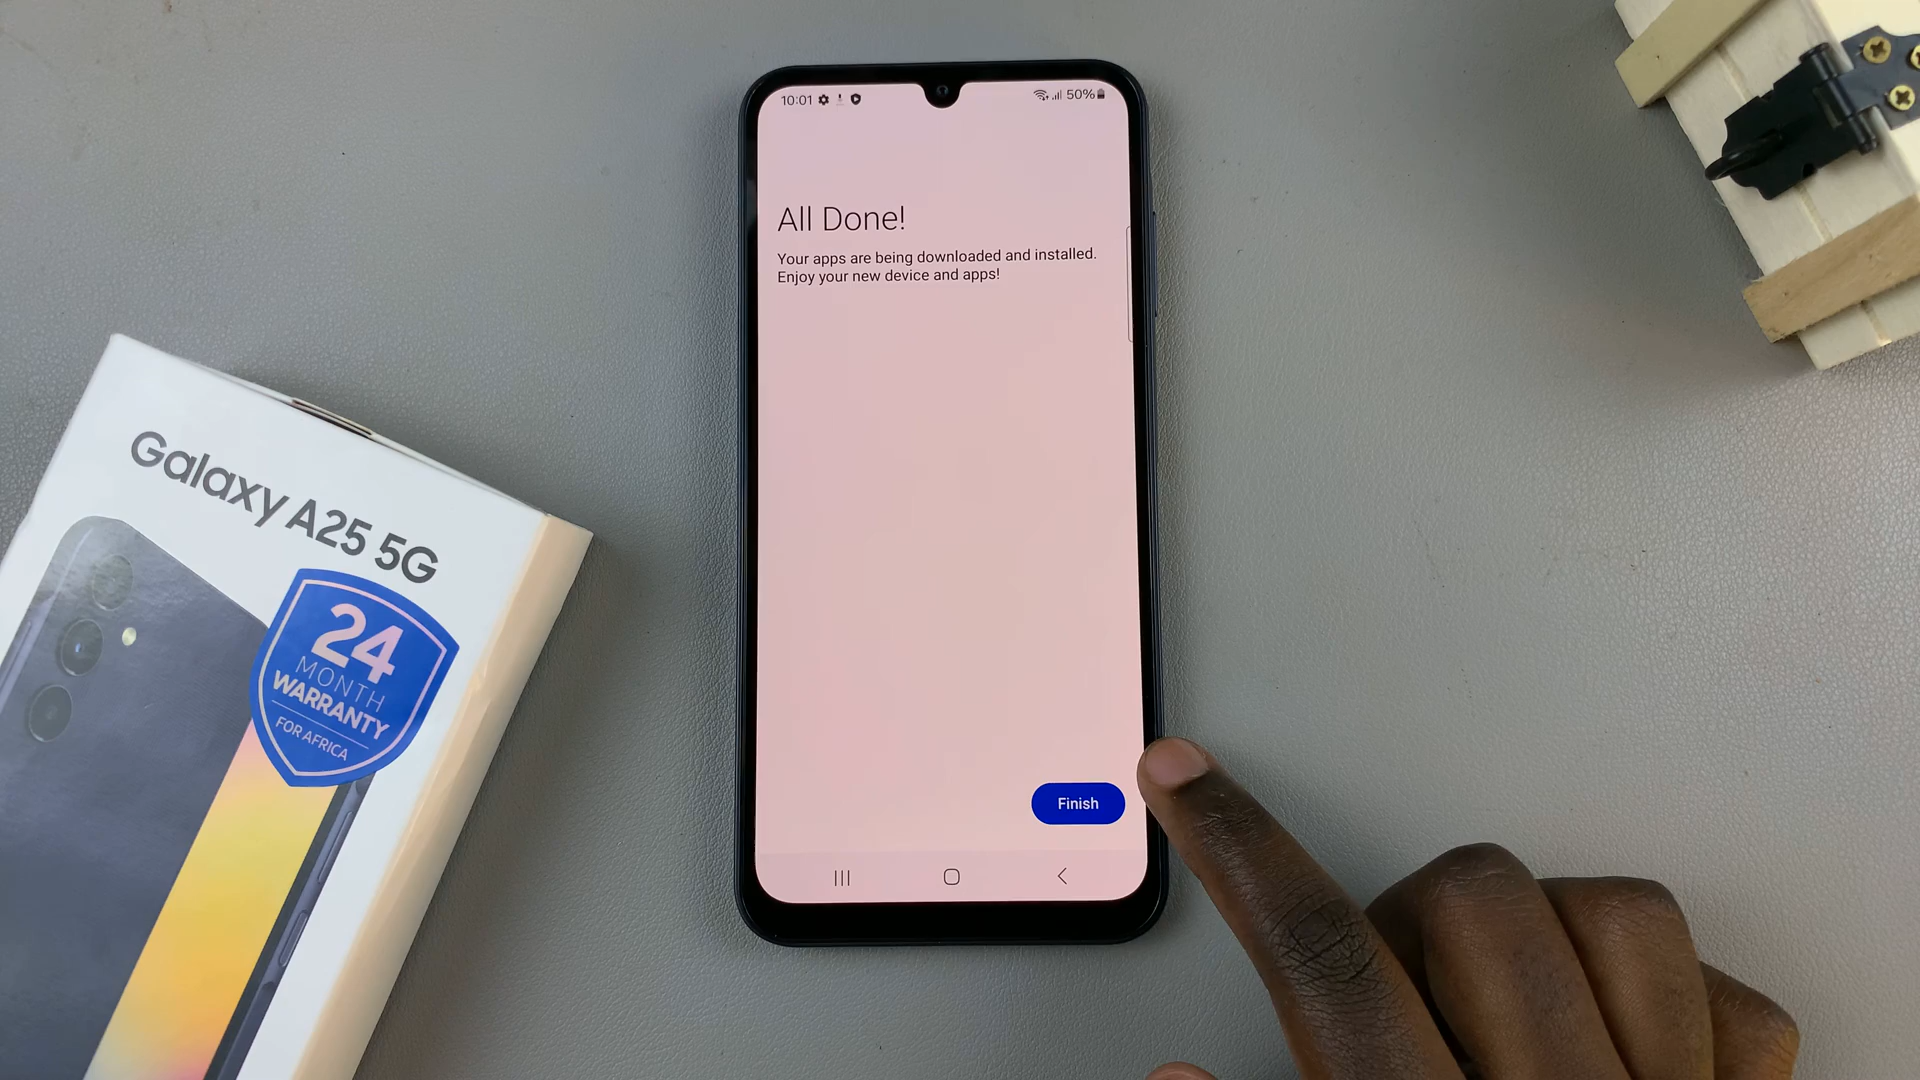 10:01
50%
All Done!
Your apps are being downloaded and installed.
Enjoy your new device and apps!
Finish
Galaxy A25 5G
24
MONTH
WARRANTY
FOR AFRICA